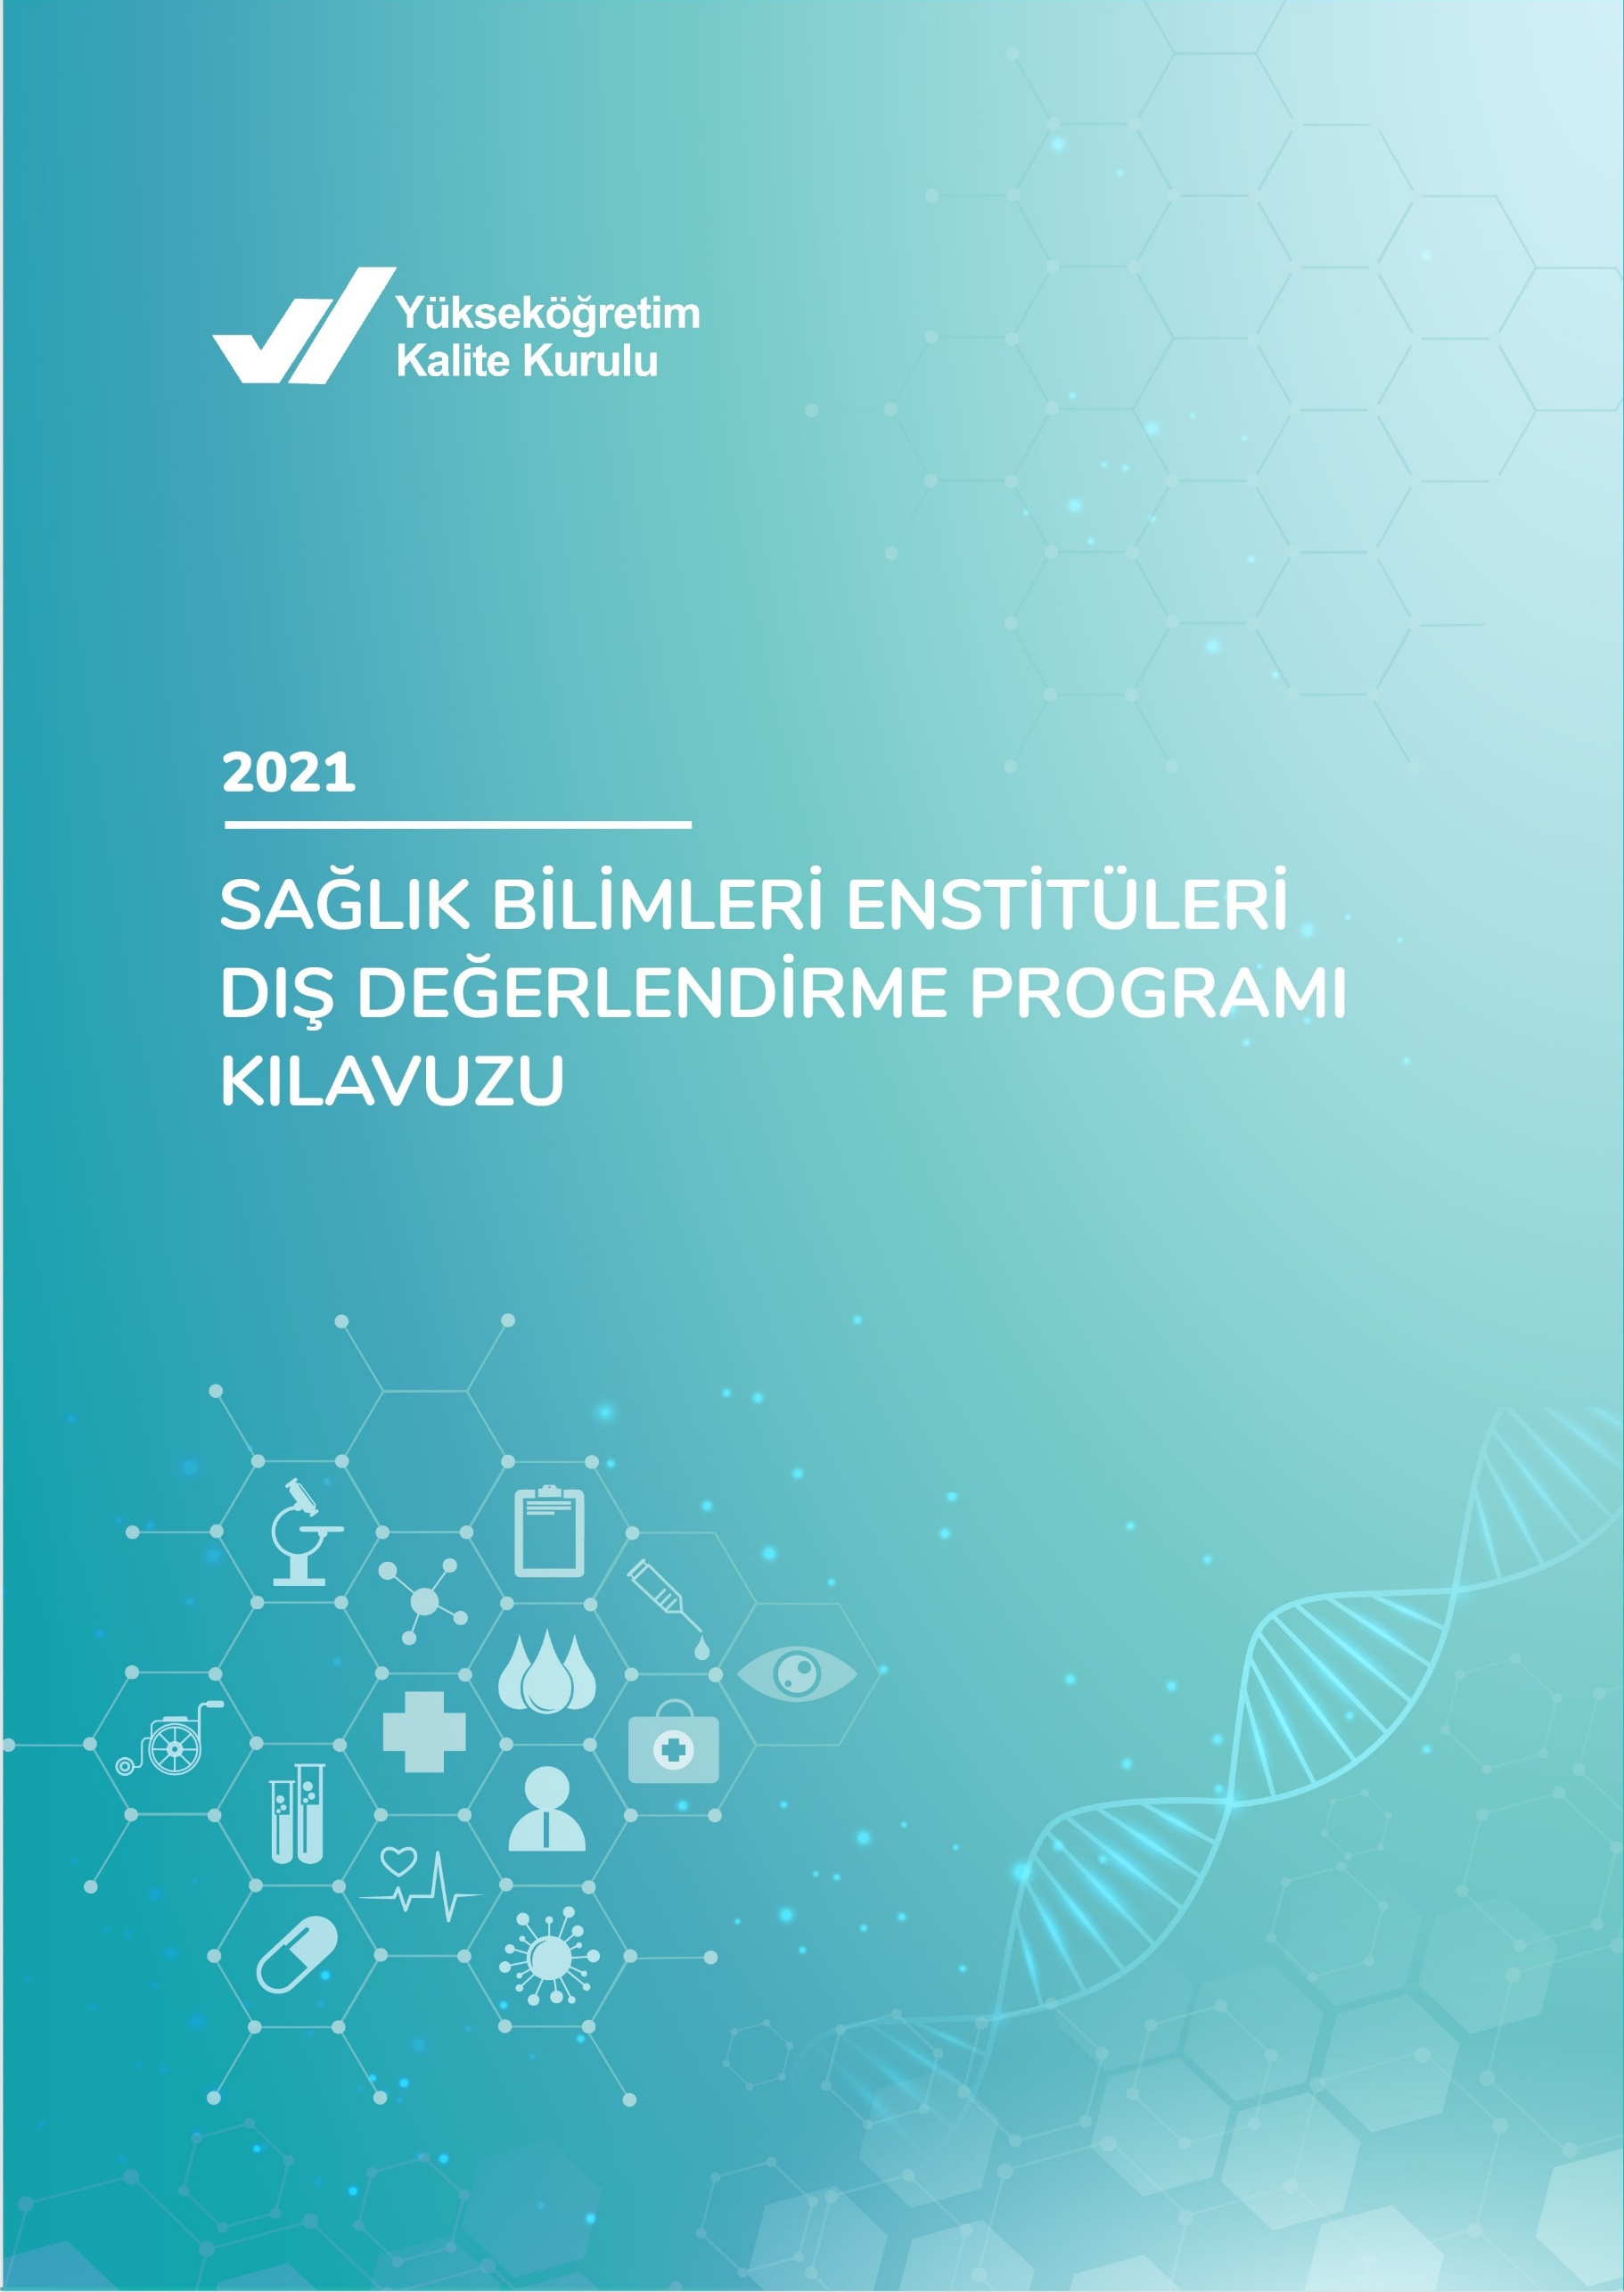 Yükseköğretim
Kalite Kurulu
2021
SAĞLIK BİLİMLERİ ENSTİTÜLERİ
DIŞ DEĞERLENDİRME PROGRAMI
KILAVUZU